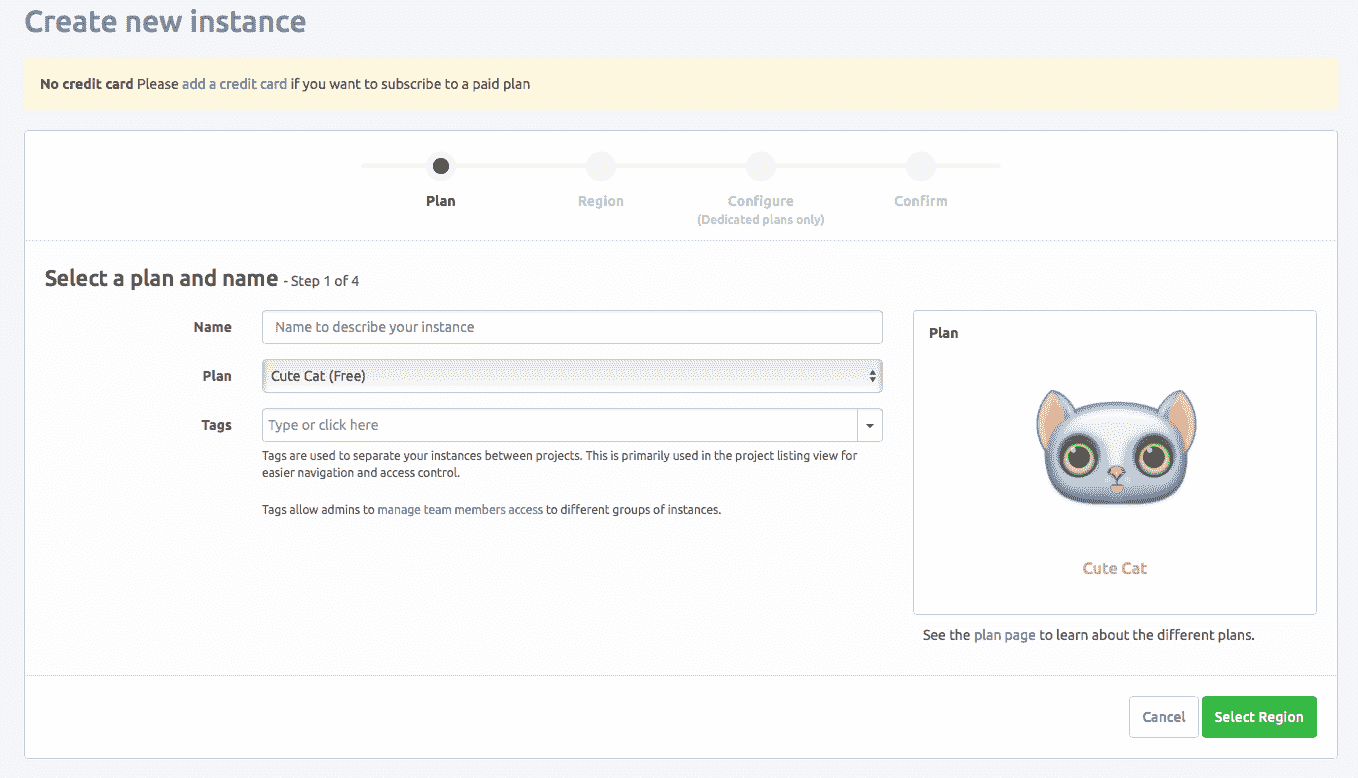 Create new instance
No credit card Please add a credit card if you want to subscribe to a paid plan
Plan
Region
Configure
(Dedicated plans only)
Confirm
Select a plan and name - Step 1 of 4
Name
Name to describe your instance
Plan
Cute Cat (Free)
Tags
Type or click here
Tags are used to separate your instances between projects. This is primarily used in the project listing view for
easier navigation and access control.
Tags allow admins to manage team members access to different groups of instances.
Plan
Cute Cat
See the plan page to learn about the different plans.
Cancel
Select Region